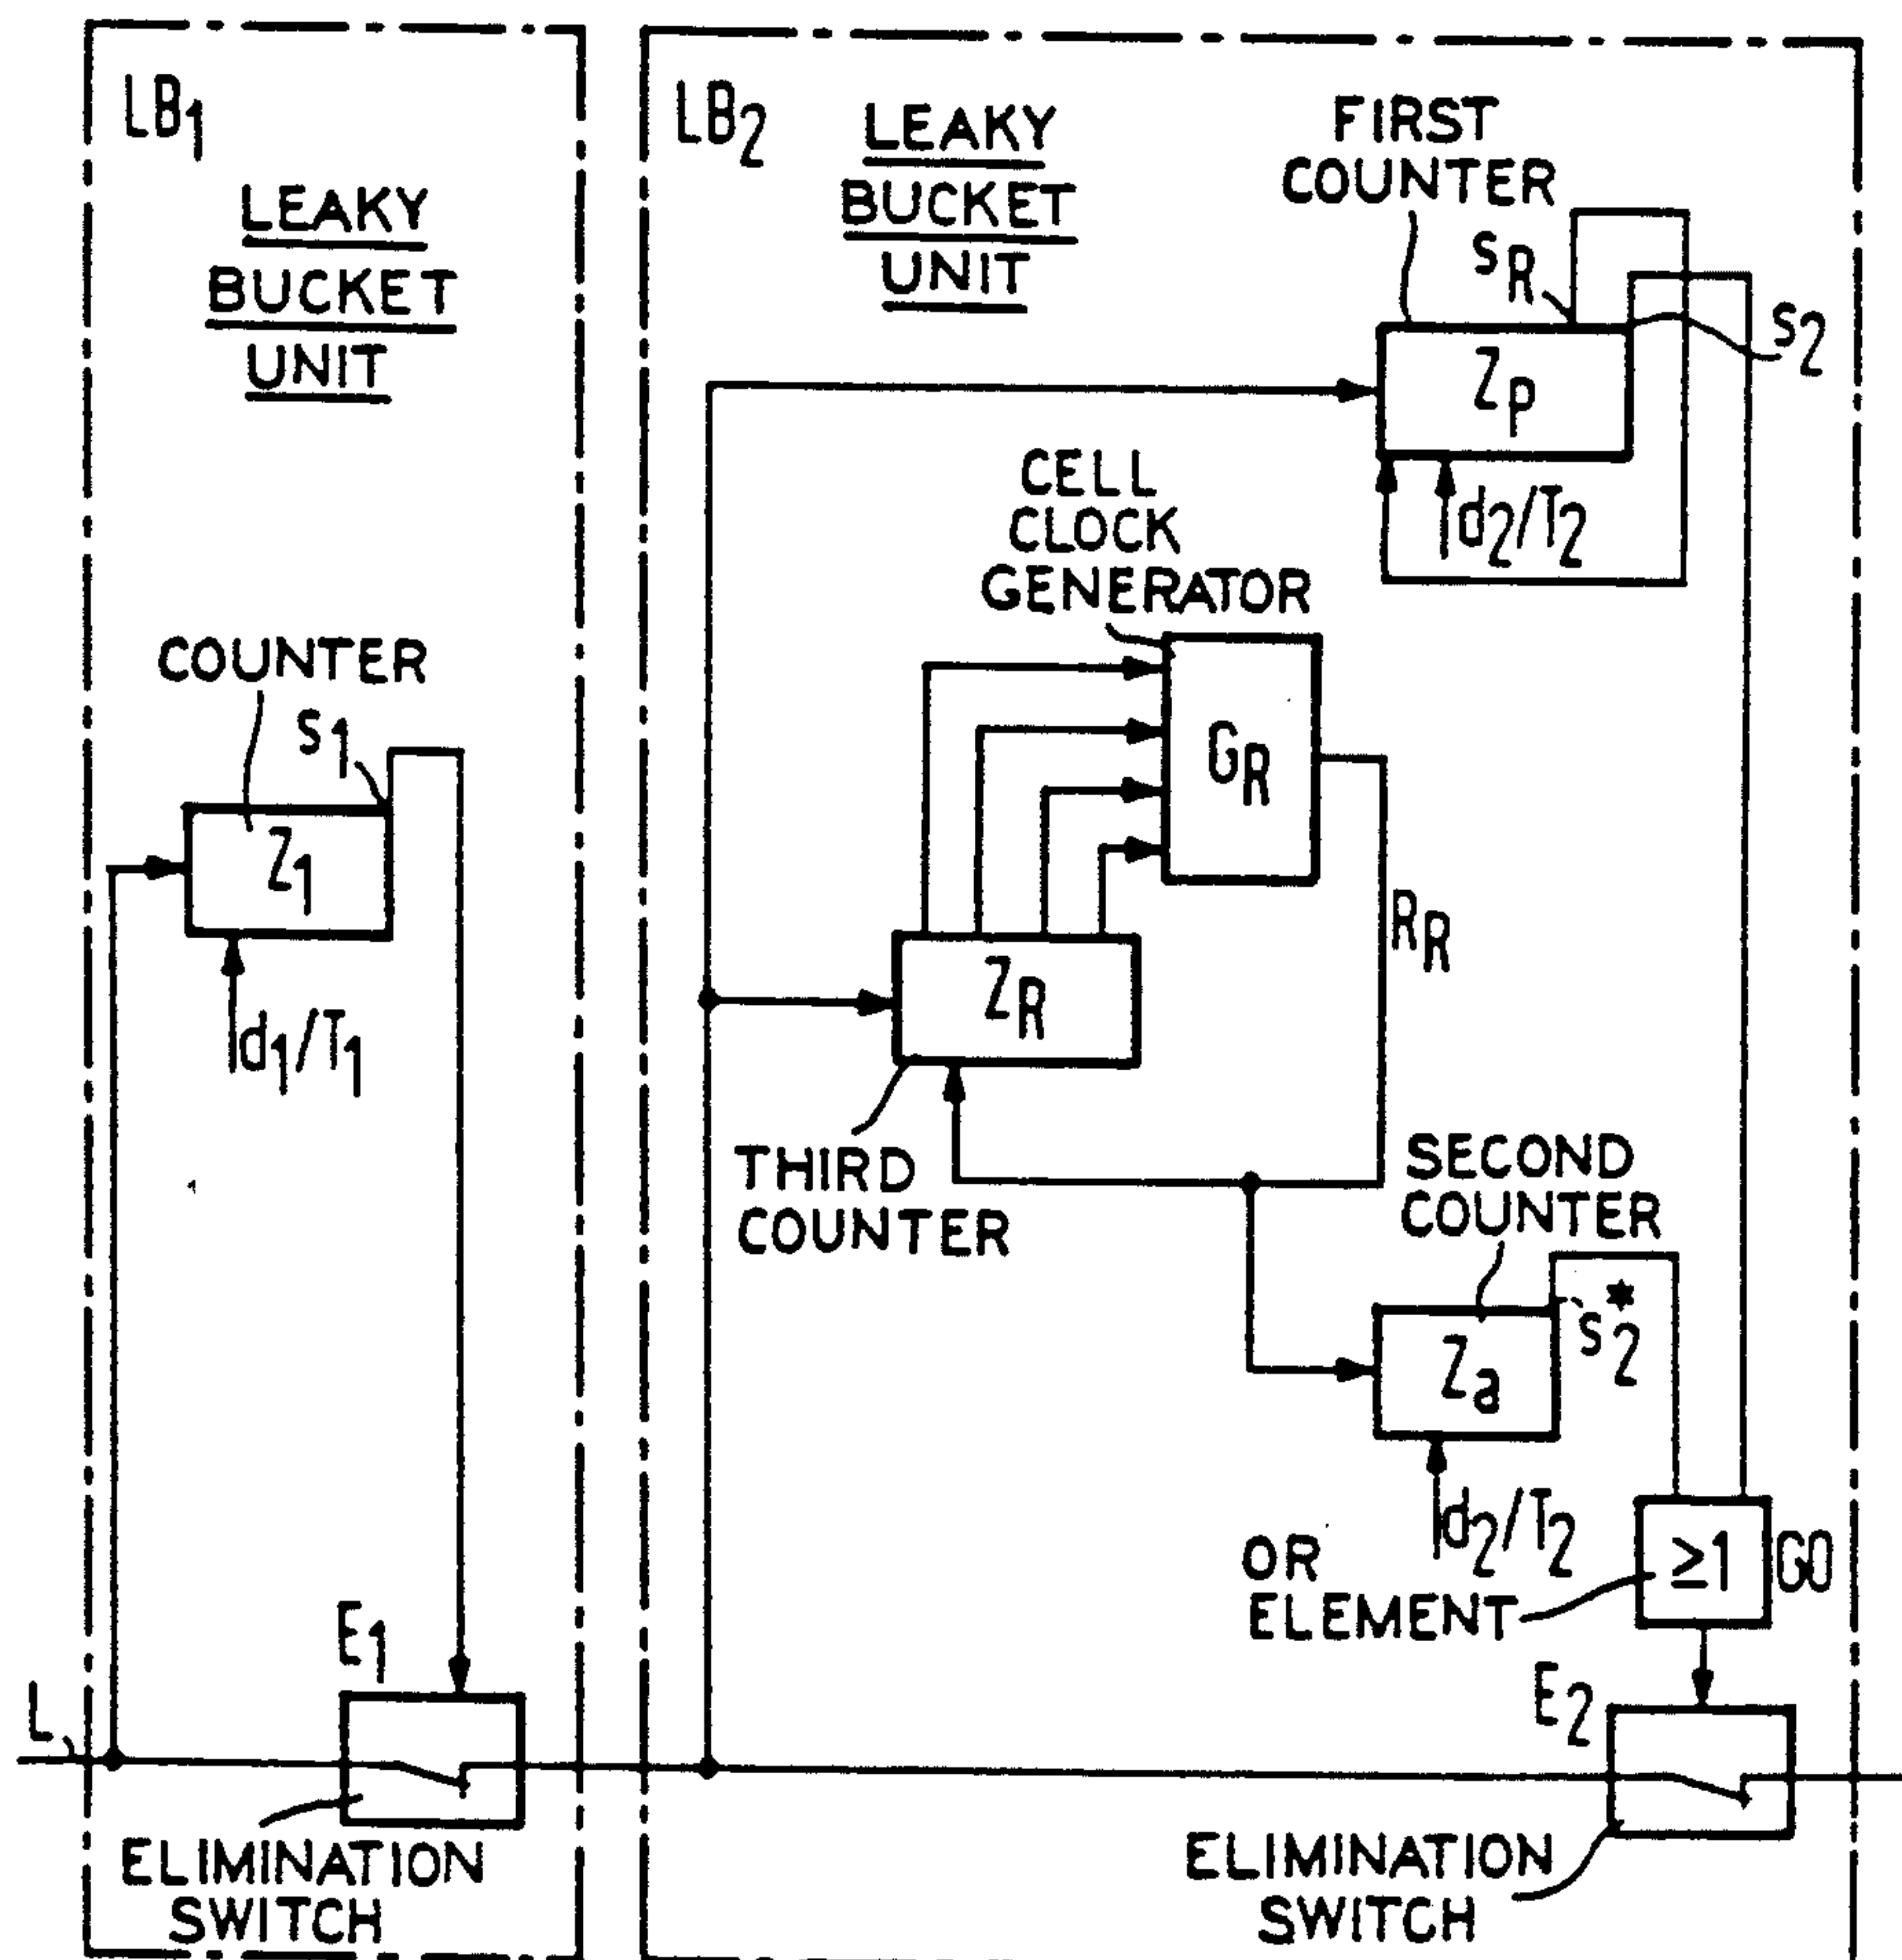 LB1
LEAKY
BUCKET
UNIT
COUNTER
s1
Z1
d1/T1
E1
L
ELIMINATION
SWITCH
LB2
LEAKY
BUCKET
UNIT
FIRST
COUNTER
sR
s2
ZP
d2/T2
CELL
CLOCK
GENERATOR
GR
RR
ZR
THIRD
COUNTER
SECOND
COUNTER
s2*
Za
d2/T2
OR
ELEMENT
≥1
GO
E2
ELIMINATION
SWITCH